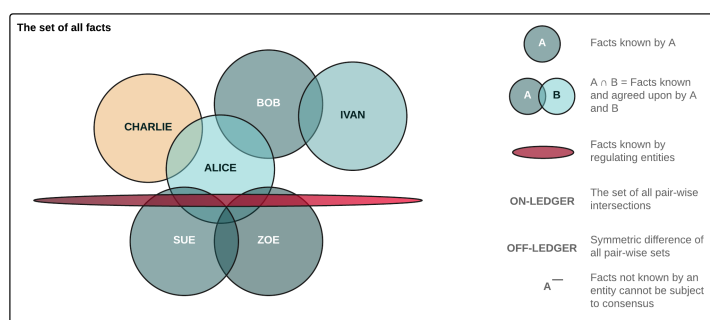 The set of all facts
CHARLIE
BOB
IVAN
ALICE
SUE
ZOE
A
Facts known by A
A
B
A ∩ B = Facts known
and agreed upon by A
and B
Facts known by
regulating entities
ON-LEDGER
The set of all pair-wise
intersections
OFF-LEDGER
Symmetric difference of
all pair-wise sets
A
Facts not known by an
entity cannot be subject
to consensus